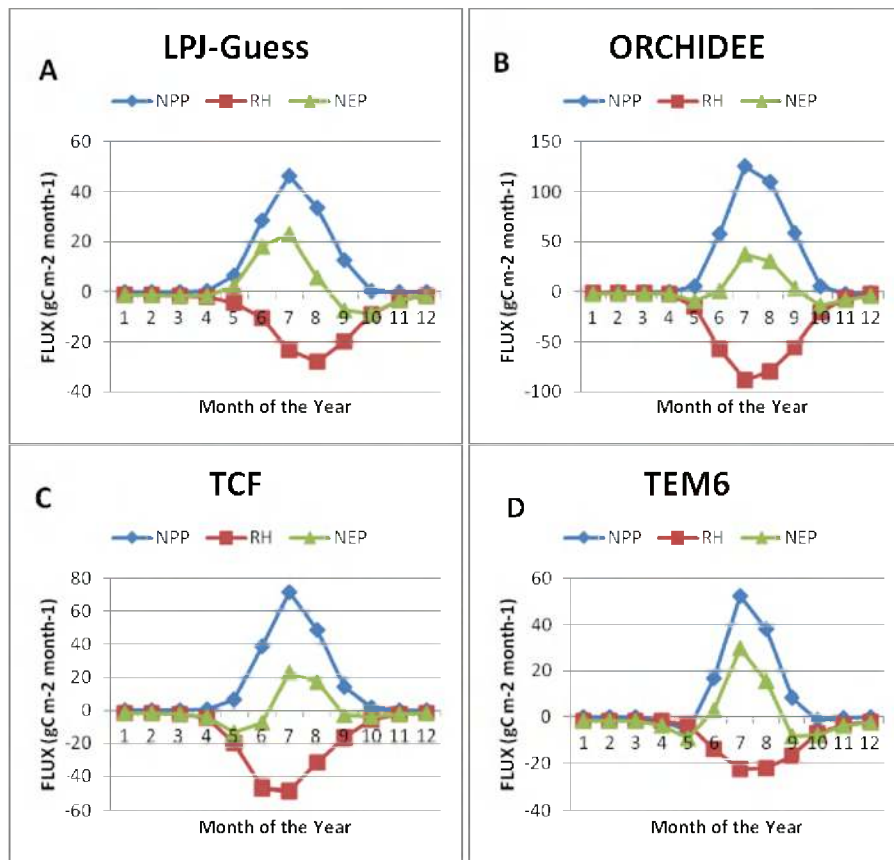 A
LPJ-Guess
NPP RH NEP
60
40
20
0
-20
-40
1 2 3 4 5 6 7 8 9 10 11 12
FLUX (gC m-2 month-1)
Month of the Year
B
ORCHIDEE
NPP RH NEP
150
100
50
0
-50
-100
1 2 3 4 5 6 7 8 9 10 11 12
FLUX (gC m-2 month-1)
Month of the Year
C
TCF
NPP RH NEP
80
60
40
20
0
-20
-40
-60
1 2 3 4 5 6 7 8 9 10 11 12
FLUX (gC m-2 month-1)
Month of the Year
D
TEM6
NPP RH NEP
60
40
20
0
-20
-40
1 2 3 4 5 6 7 8 9 10 11 12
FLUX (gC m-2 month-1)
Month of the Year